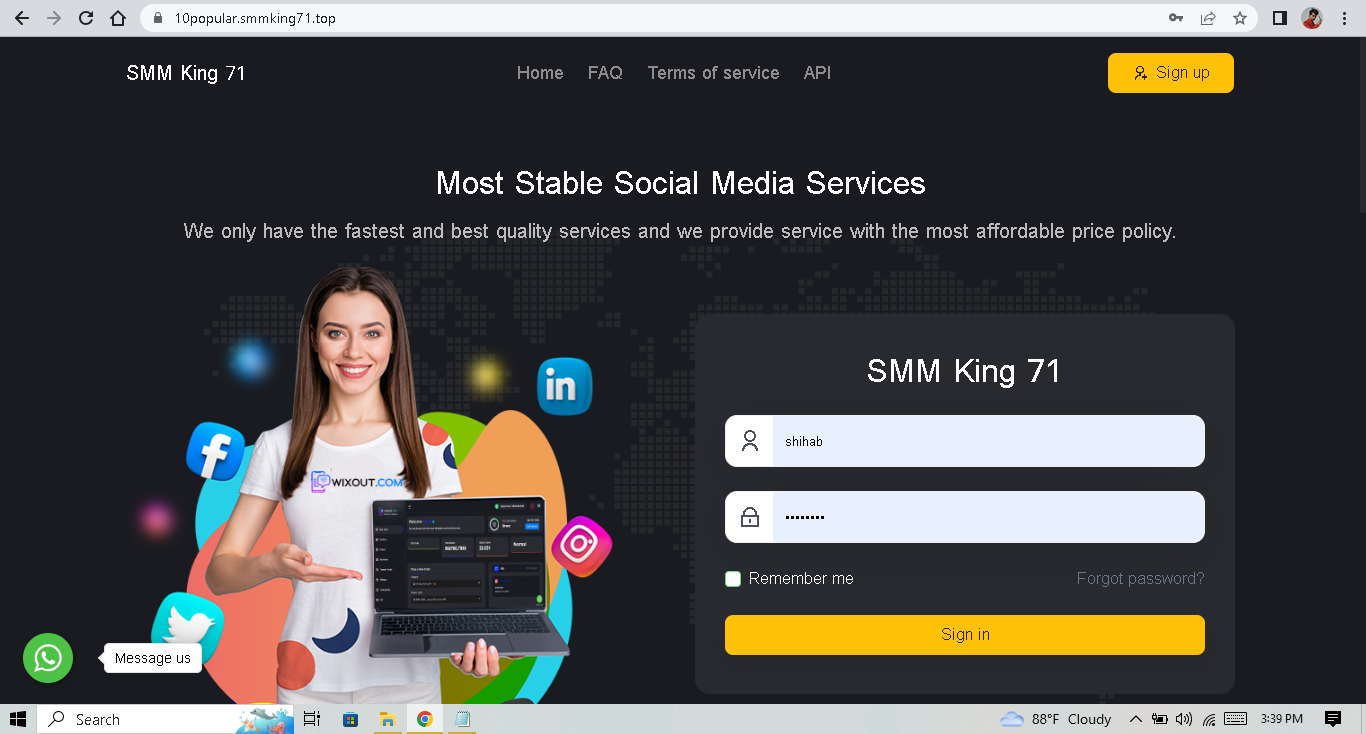 10popular.smmking71.top
SMM King 71
Home FAQ Terms of service API
Sign up
Most Stable Social Media Services
We only have the fastest and best quality services and we provide service with the most affordable price policy.
in
WIXOUT.COM
SMM King 71
shihab
••••••••
Remember me
Forgot password?
Sign in
Message us
Search
88°F Cloudy
3:39 PM